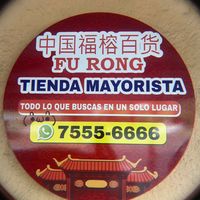 中国福榕百货
FU RONG
TIENDA MAYORISTA
TODO LO QUE BUSCAS EN UN SOLO LUGAR
7555-6666